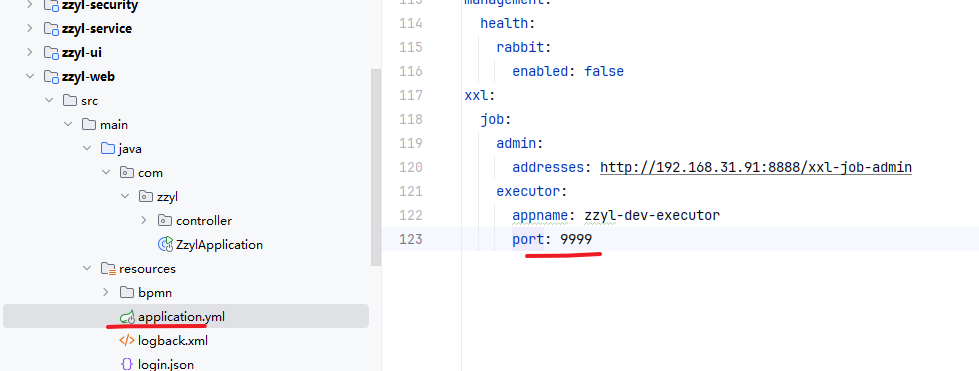 zzyl-security
zzyl-service
zzyl-ui
zzyl-web
src
main
java
com
zzyl
controller
ZzylApplication
resources
bpmn
application.yml
logback.xml
login.json
113 management:
114 health:
115 rabbit:
116 enabled: false
117 xxl:
118 job:
119 admin:
120 addresses: http://192.168.31.91:8888/xxl-job-admin
121 executor:
122 appname: zzyl-dev-executor
123 port: 9999